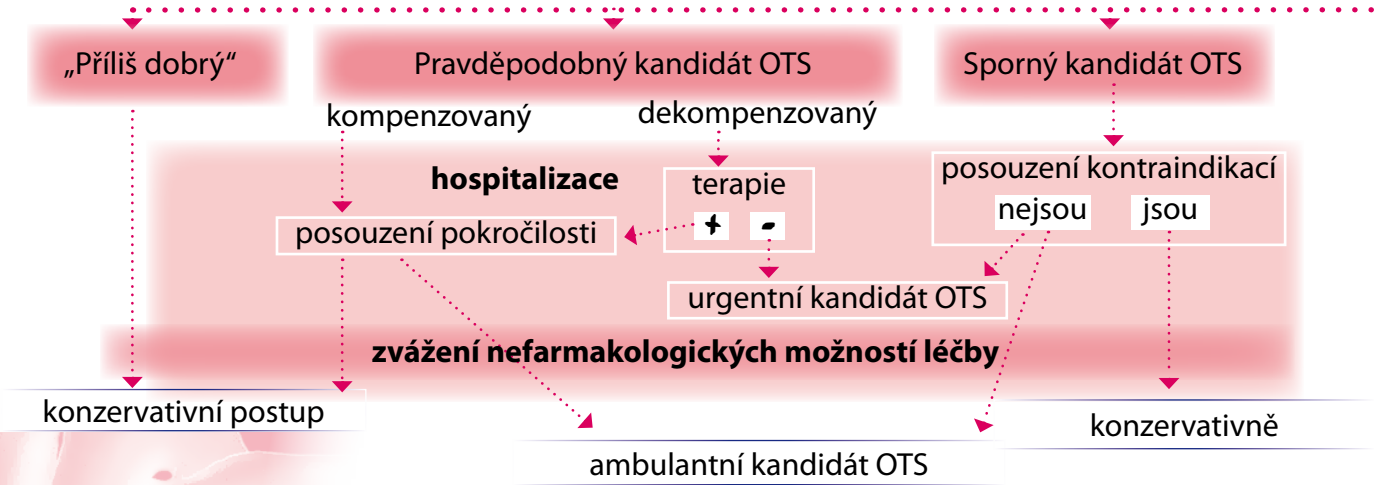 „Příliš dobrý“
Pravděpodobný kandidát OTS
Sporný kandidát OTS
kompenzovaný
dekompenzovaný
hospitalizace
terapie
+ -
posouzení kontraindikací
nejsou jsou
posouzení pokročilosti
urgentní kandidát OTS
zvážení nefarmakologických možností léčby
konzervativní postup
konzervativně
ambulantní kandidát OTS